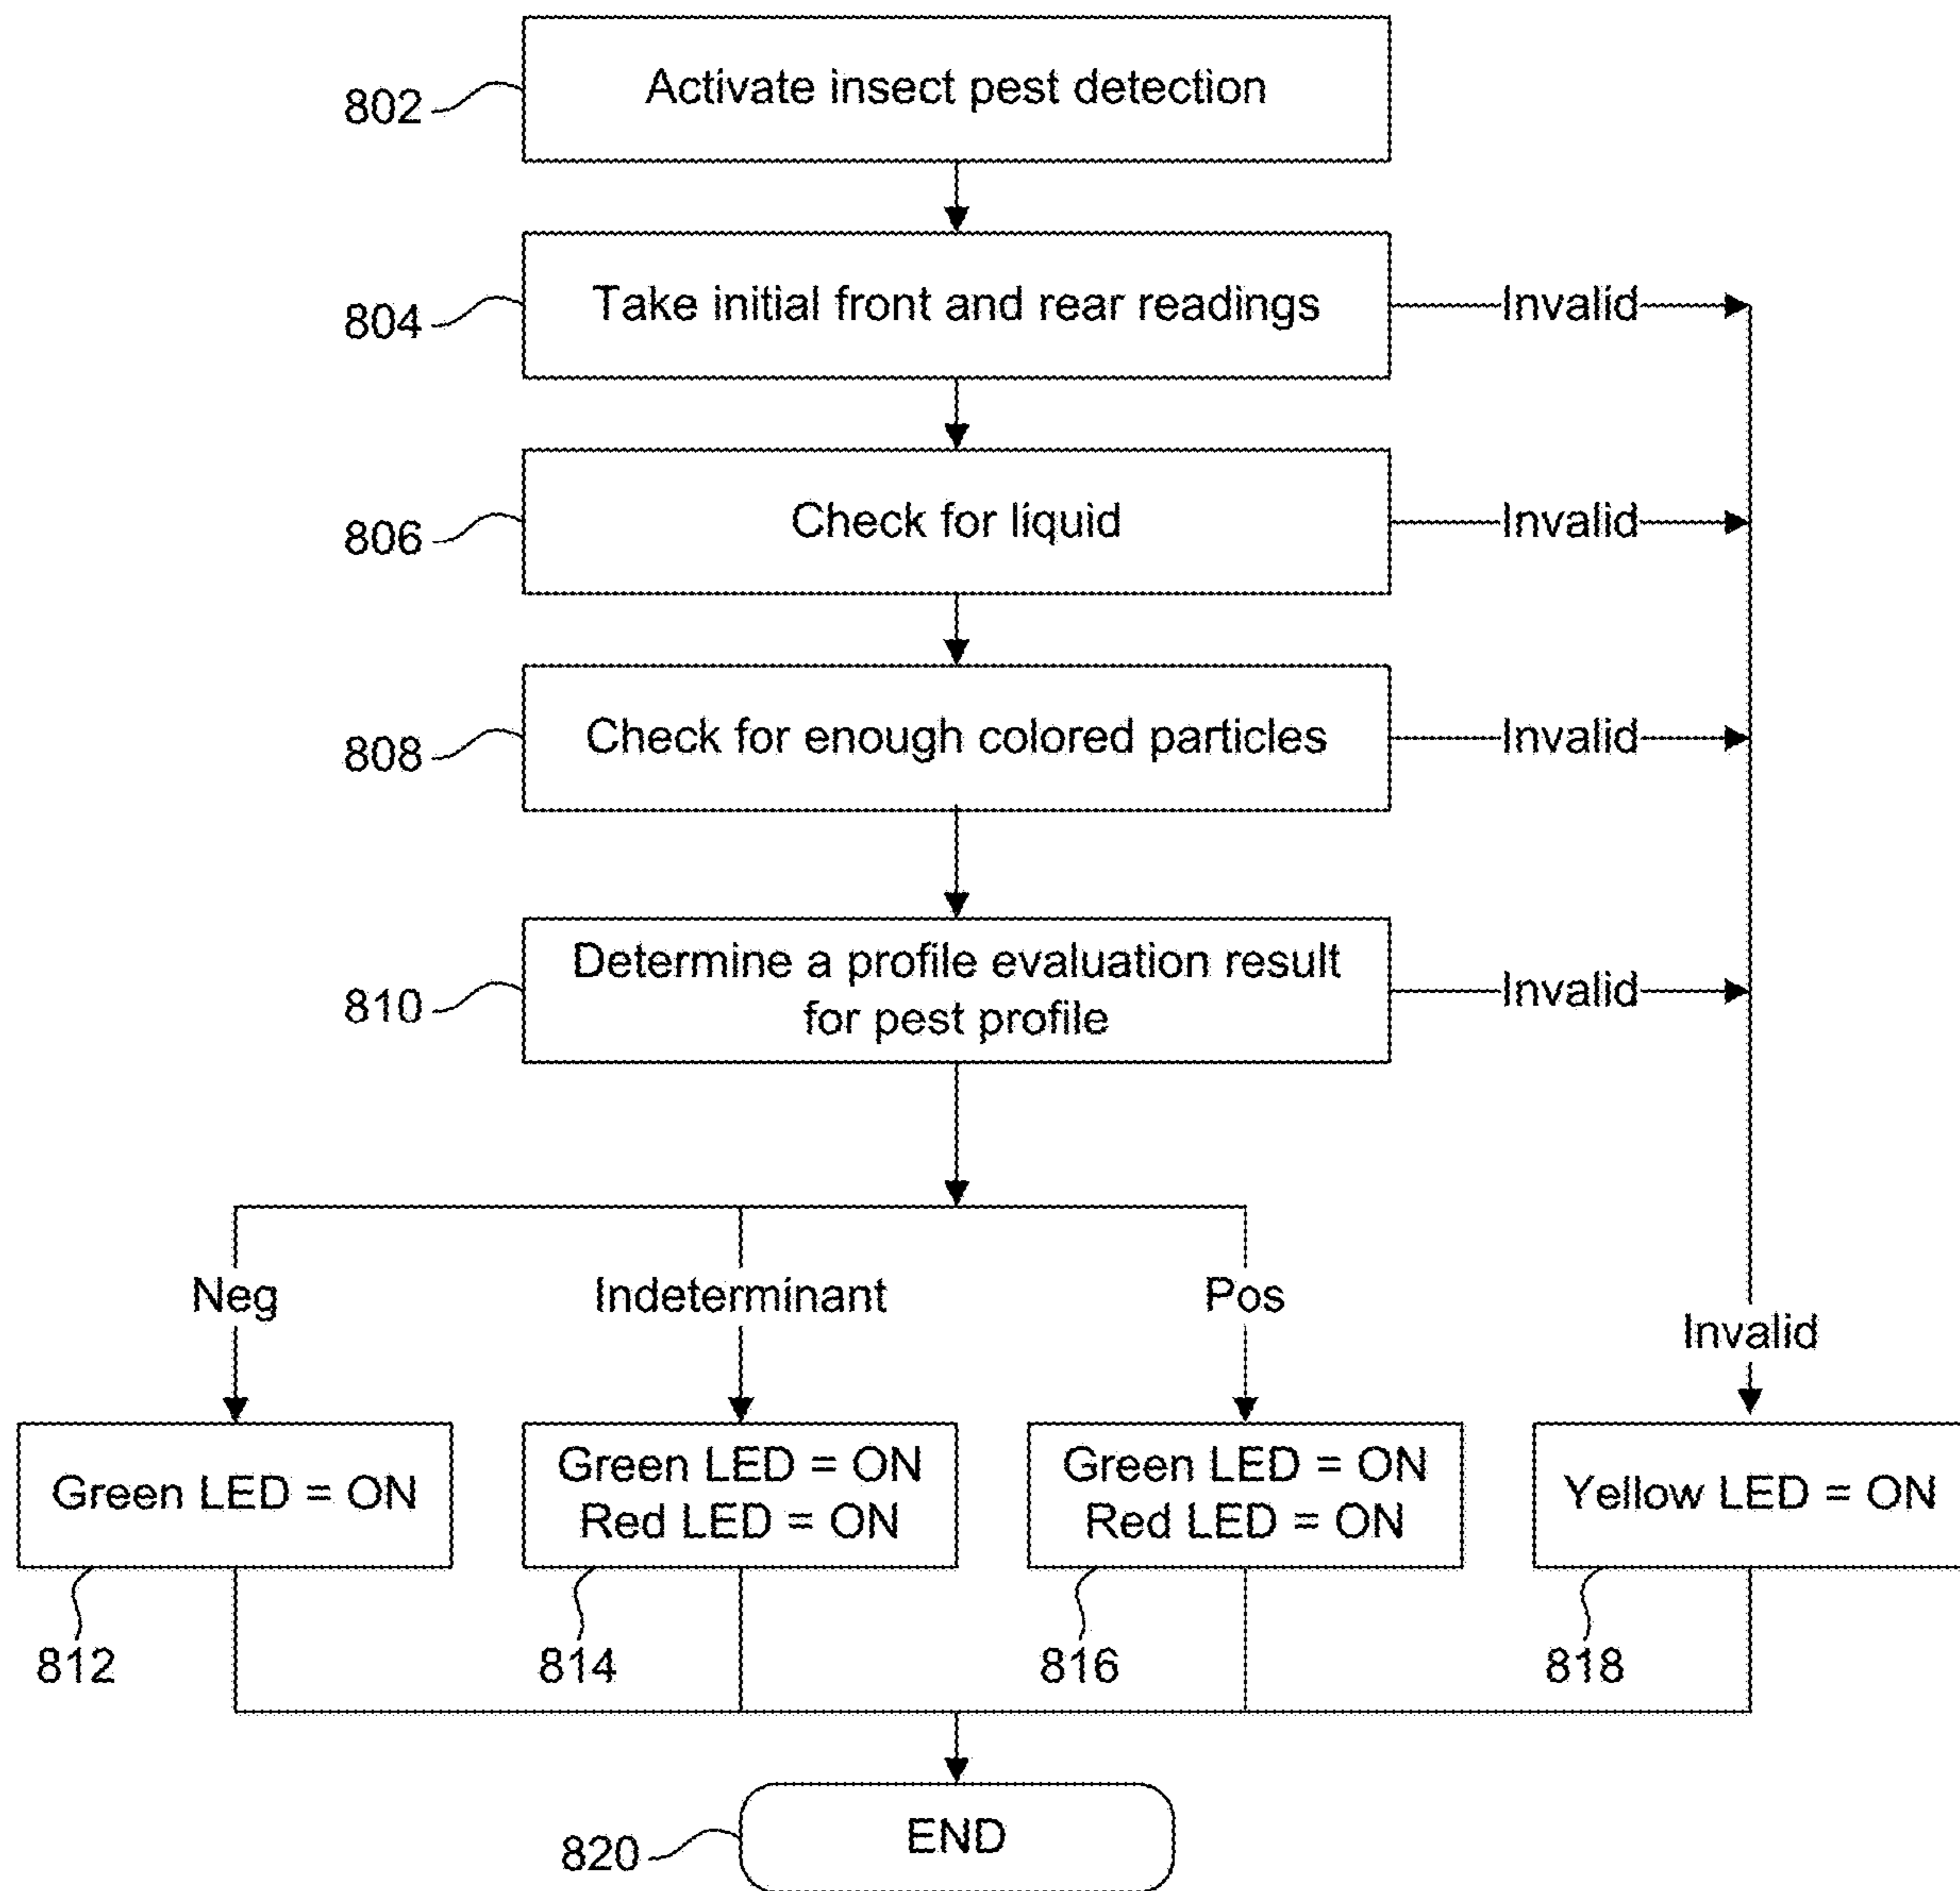 802
Activate insect pest detection
804
Take initial front and rear readings
Invalid
806
Check for liquid
Invalid
808
Check for enough colored particles
Invalid
810
Determine a profile evaluation result
for pest profile
Invalid
Neg
Indeterminant
Pos
Invalid
Green LED = ON
Green LED = ON
Red LED = ON
Green LED = ON
Red LED = ON
Yellow LED = ON
812
814
816
818
820
END